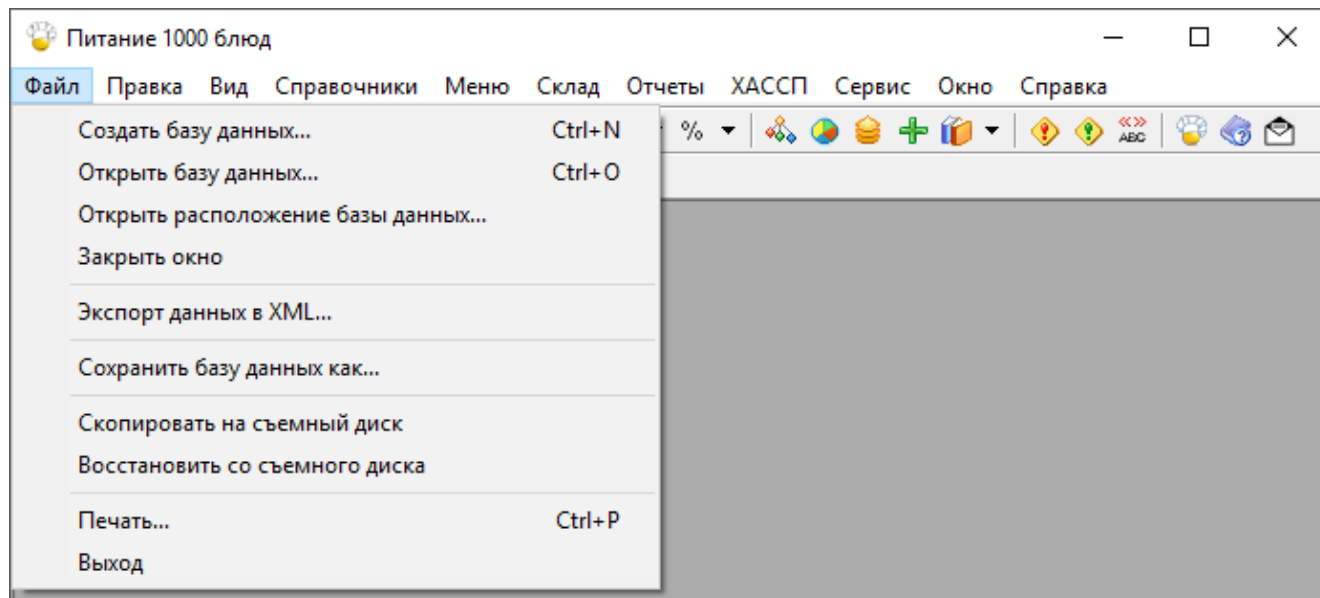 Питание 1000 блюд
Файл Правка Вид Справочники Меню Склад Отчеты ХАССП Сервис Окно Справка
Создать базу данных... Ctrl+N
% «» ABC
Открыть базу данных... Ctrl+O
Открыть расположение базы данных...
Закрыть окно
Экспорт данных в XML...
Сохранить базу данных как...
Скопировать на съемный диск
Восстановить со съемного диска
Печать... Ctrl+P
Выход